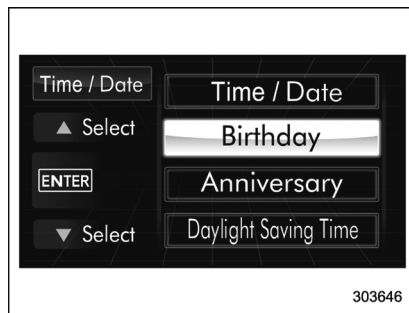 Time / Date
▲ Select
ENTER
▼ Select
Time / Date
Birthday
Anniversary
Daylight Saving Time
303646